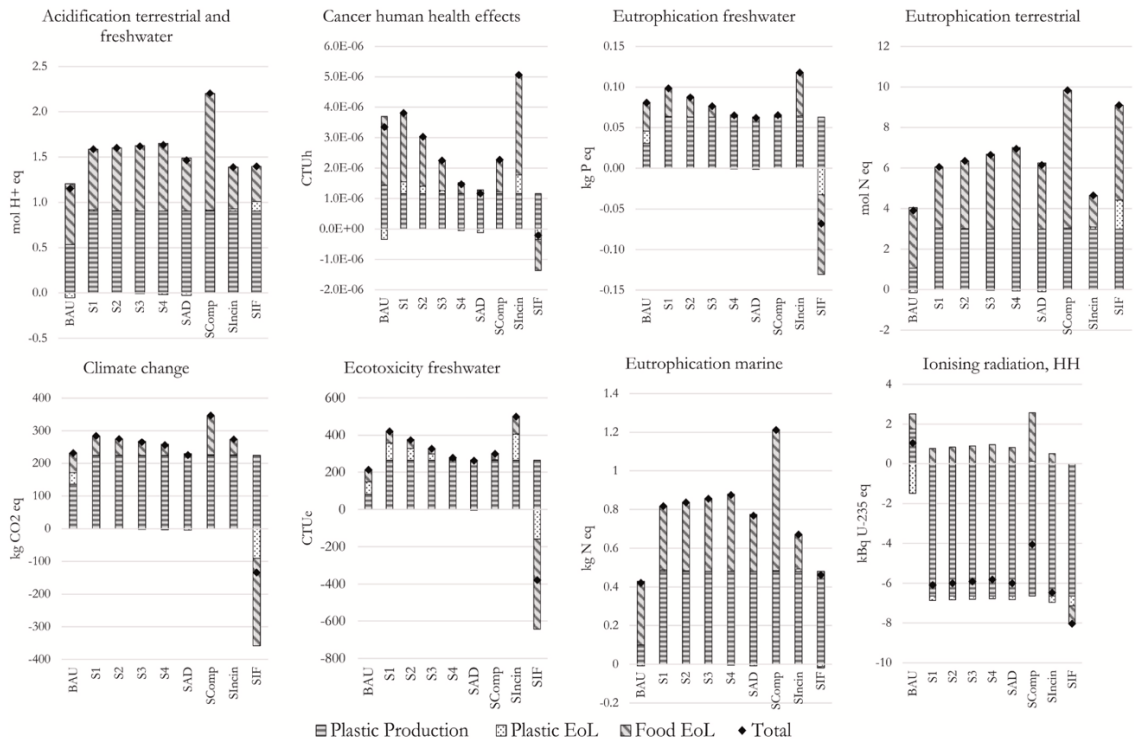 Acidification terrestrial and
freshwater
mol H+ eq
2.5
2.0
1.5
1.0
0.5
0.0
-0.5
BAU
S1
S2
S3
S4
SAD
SComp
SIncin
SIF
Cancer human health effects
CTUh
6.0E-06
5.0E-06
4.0E-06
3.0E-06
2.0E-06
1.0E-06
0.0E+00
-1.0E-06
-2.0E-06
BAU
S1
S2
S3
S4
SAD
SComp
SIncin
SIF
Eutrophication freshwater
kg P eq
0.15
0.10
0.05
0.00
-0.05
-0.10
-0.15
BAU
S1
S2
S3
S4
SAD
SComp
SIncin
SIF
Eutrophication terrestrial
mol N eq
12
10
8
6
4
2
0
-2
BAU
S1
S2
S3
S4
SAD
SComp
SIncin
SIF
Climate change
kg CO2 eq
400
300
200
100
0
-100
-200
-300
-400
BAU
S1
S2
S3
S4
SAD
SComp
SIncin
SIF
Ecotoxicity freshwater
CTUe
600
400
200
0
-200
-400
-600
-800
BAU
S1
S2
S3
S4
SAD
SComp
SIncin
SIF
Eutrophication marine
kg N eq
1.4
1.2
1
0.8
0.6
0.4
0.2
0
-0.2
BAU
S1
S2
S3
S4
SAD
SComp
SIncin
SIF
Ionising radiation, HH
kBq U-235 eq
4
2
0
-2
-4
-6
-8
-10
BAU
S1
S2
S3
S4
SAD
SComp
SIncin
SIF
Plastic Production
Plastic EoL
Food EoL
Total